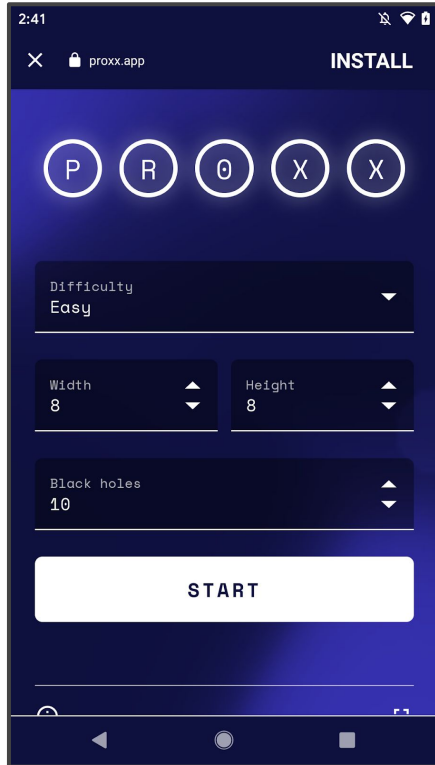 2:41
proxx.app
INSTALL
P R 0 X X
Difficulty
Easy
Width
8
Height
8
Black holes
10
START